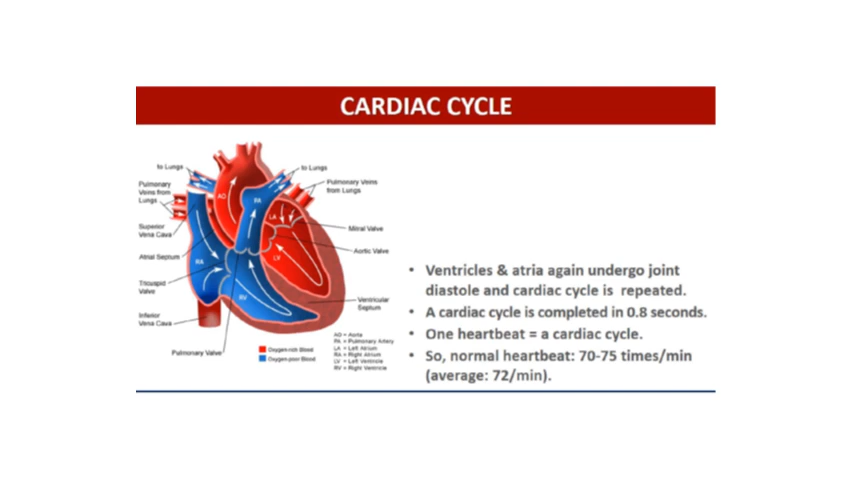 CARDIAC CYCLE
to Lungs
to Lungs
Pulmonary
Veins from
Lungs
Pulmonary Veins
from Lungs
AO
PA
LA
Superior
Vena Cava
Mitral Valve
Atrial Septum
Aortic Valve
RA
LV
Tricuspid
Valve
RV
Ventricular
Septum
Inferior
Vena Cava
Pulmonary Valve
Oxygen-rich Blood
Oxygen-poor Blood
AO = Aorta
PA = Pulmonary Artery
LA = Left Atrium
RA = Right Atrium
LV = Left Ventricle
RV = Right Ventricle
• Ventricles & atria again undergo joint
diastole and cardiac cycle is repeated.
• A cardiac cycle is completed in 0.8 seconds.
• One heartbeat = a cardiac cycle.
• So, normal heartbeat: 70-75 times/min
(average: 72/min).